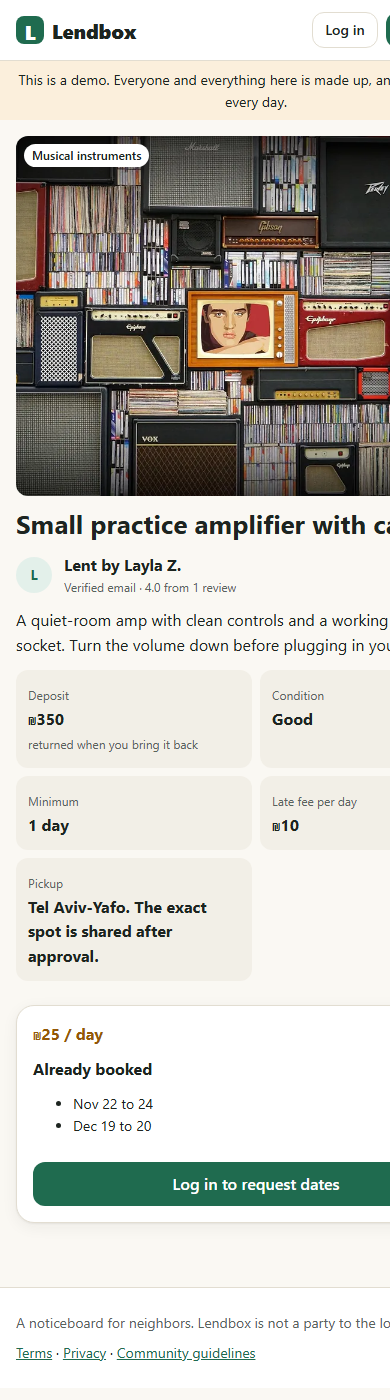 L Lendbox Log in
This is a demo. Everyone and everything here is made up, an
every day.
Musical instruments
Marshall
PEAVEY
Gibson
Epiphone
Epiphone
VOX
Small practice amplifier with ca
L
Lent by Layla Z.
Verified email · 4.0 from 1 review
A quiet-room amp with clean controls and a working
socket. Turn the volume down before plugging in you
Deposit
₪350
returned when you bring it back
Condition
Good
Minimum
1 day
Late fee per day
₪10
Pickup
Tel Aviv-Yafo. The exact
spot is shared after
approval.
₪25 / day
Already booked
• Nov 22 to 24
• Dec 19 to 20
Log in to request dates
A noticeboard for neighbors. Lendbox is not a party to the lo
Terms · Privacy · Community guidelines